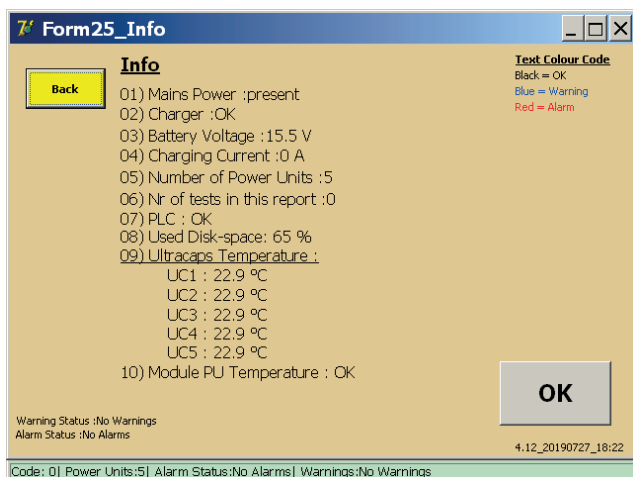 Form25_Info
Back
Info
01) Mains Power :present
02) Charger :OK
03) Battery Voltage :15.5 V
04) Charging Current :0 A
05) Number of Power Units :5
06) Nr of tests in this report :0
07) PLC : OK
08) Used Disk-space: 65 %
09) Ultracaps Temperature :
UC1 : 22.9 ºC
UC2 : 22.9 ºC
UC3 : 22.9 ºC
UC4 : 22.9 ºC
UC5 : 22.9 ºC
10) Module PU Temperature : OK
Text Colour Code
Black = OK
Blue = Warning
Red = Alarm
OK
Warning Status :No Warnings
Alarm Status :No Alarms
4.12_20190727_18:22
Code: 0| Power Units:5| Alarm Status:No Alarms| Warnings:No Warnings